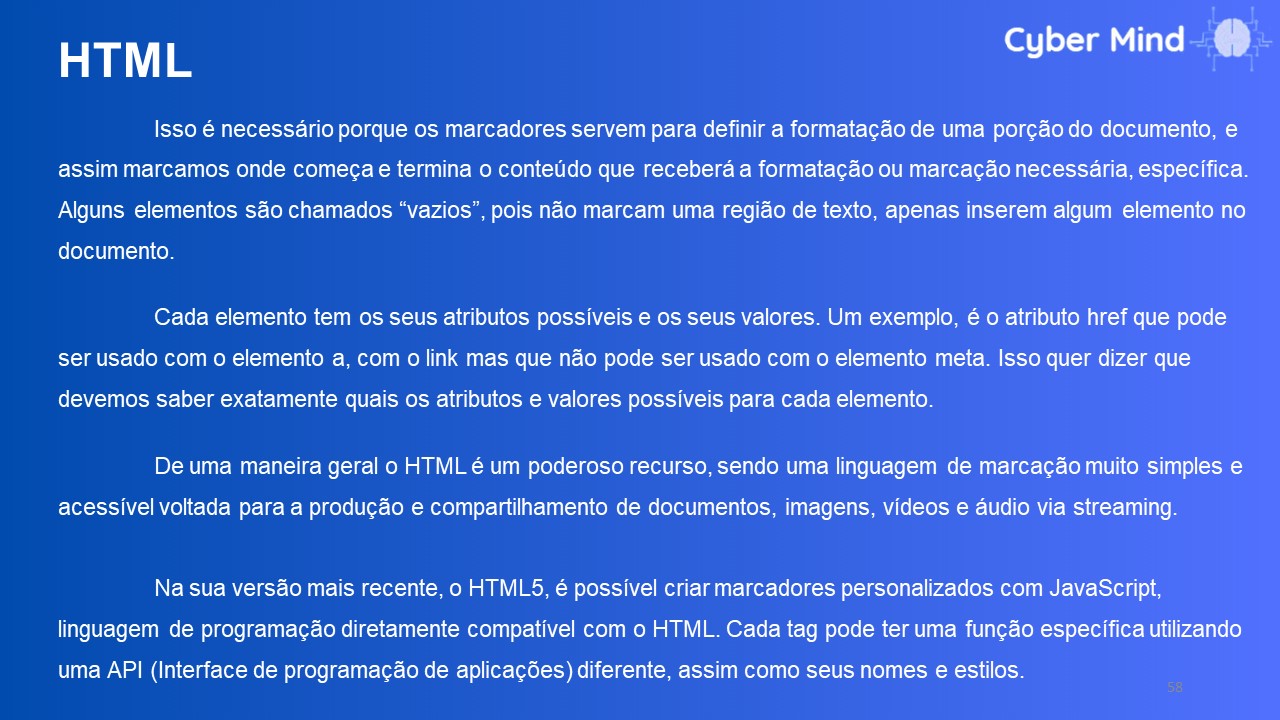 HTML
Cyber Mind
Isso é necessário porque os marcadores servem para definir a formatação de uma porção do documento, e
assim marcamos onde começa e termina o conteúdo que receberá a formatação ou marcação necessária, específica.
Alguns elementos são chamados “vazios”, pois não marcam uma região de texto, apenas inserem algum elemento no
documento.
Cada elemento tem os seus atributos possíveis e os seus valores. Um exemplo, é o atributo href que pode
ser usado com o elemento a, com o link mas que não pode ser usado com o elemento meta. Isso quer dizer que
devemos saber exatamente quais os atributos e valores possíveis para cada elemento.
De uma maneira geral o HTML é um poderoso recurso, sendo uma linguagem de marcação muito simples e
acessível voltada para a produção e compartilhamento de documentos, imagens, vídeos e áudio via streaming.
Na sua versão mais recente, o HTML5, é possível criar marcadores personalizados com JavaScript,
linguagem de programação diretamente compatível com o HTML. Cada tag pode ter uma função específica utilizando
uma API (Interface de programação de aplicações) diferente, assim como seus nomes e estilos.
58